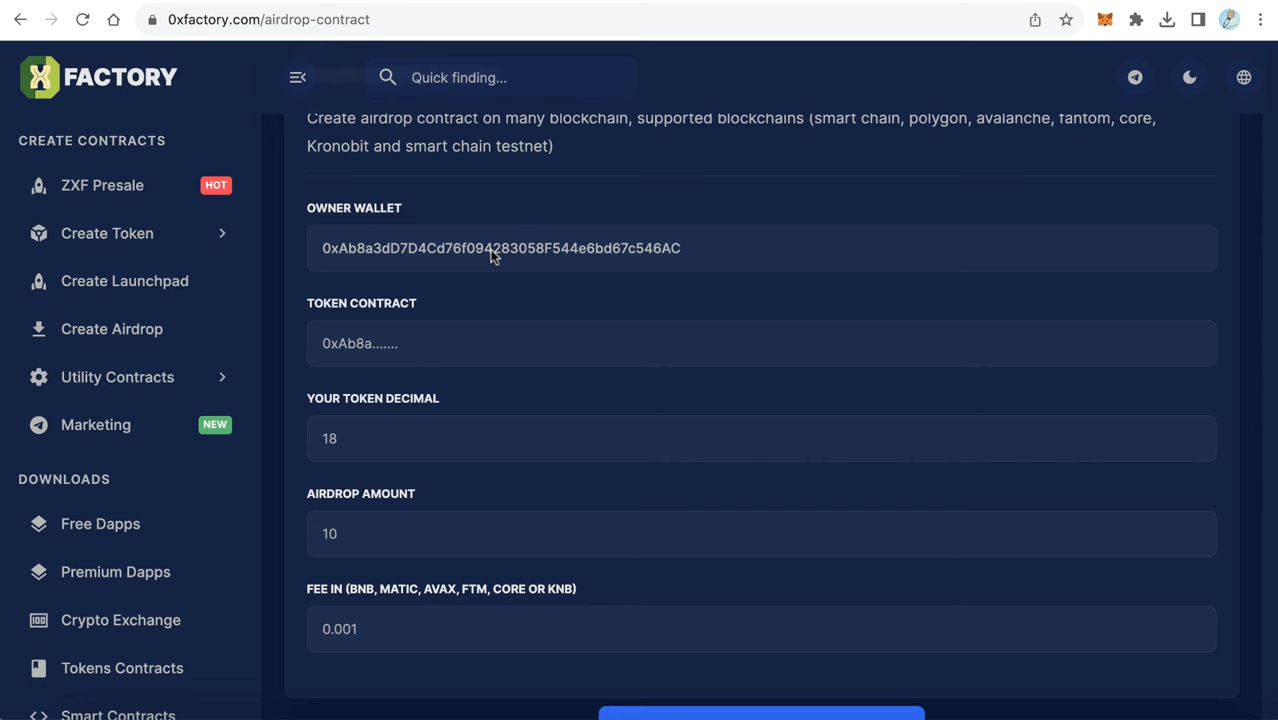 0xfactory.com/airdrop-contract
FACTORY
Quick finding...
CREATE CONTRACTS
ZXF Presale
HOT
Create Token
Create Launchpad
Create Airdrop
Utility Contracts
Marketing
NEW
DOWNLOADS
Free Dapps
Premium Dapps
Crypto Exchange
Tokens Contracts
Smart Contracts
Create airdrop contract on many blockchain, supported blockchains (smart chain, polygon, avalanche, fantom, core,
Kronobit and smart chain testnet)
OWNER WALLET
0xAb8a3dD7D4Cd76f094283058F544e6bd67c546AC
TOKEN CONTRACT
0xAb8a.......
YOUR TOKEN DECIMAL
18
AIRDROP AMOUNT
10
FEE IN (BNB, MATIC, AVAX, FTM, CORE OR KNB)
0.001